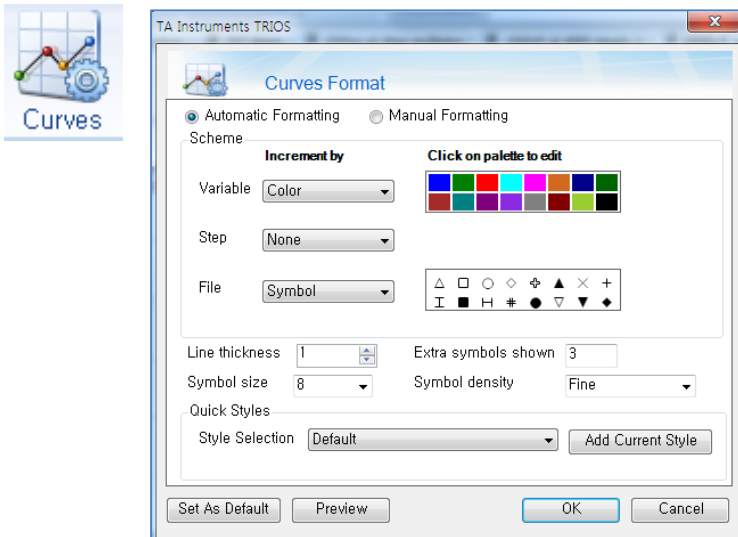 Curves
TA Instruments TRIOS
Curves Format
Automatic Formatting Manual Formatting
Scheme
Increment by Click on palette to edit
Variable Color
Step None
File Symbol
Line thickness 1 Extra symbols shown 3
Symbol size 8 Symbol density Fine
Quick Styles
Style Selection Default Add Current Style
Set As Default Preview OK Cancel